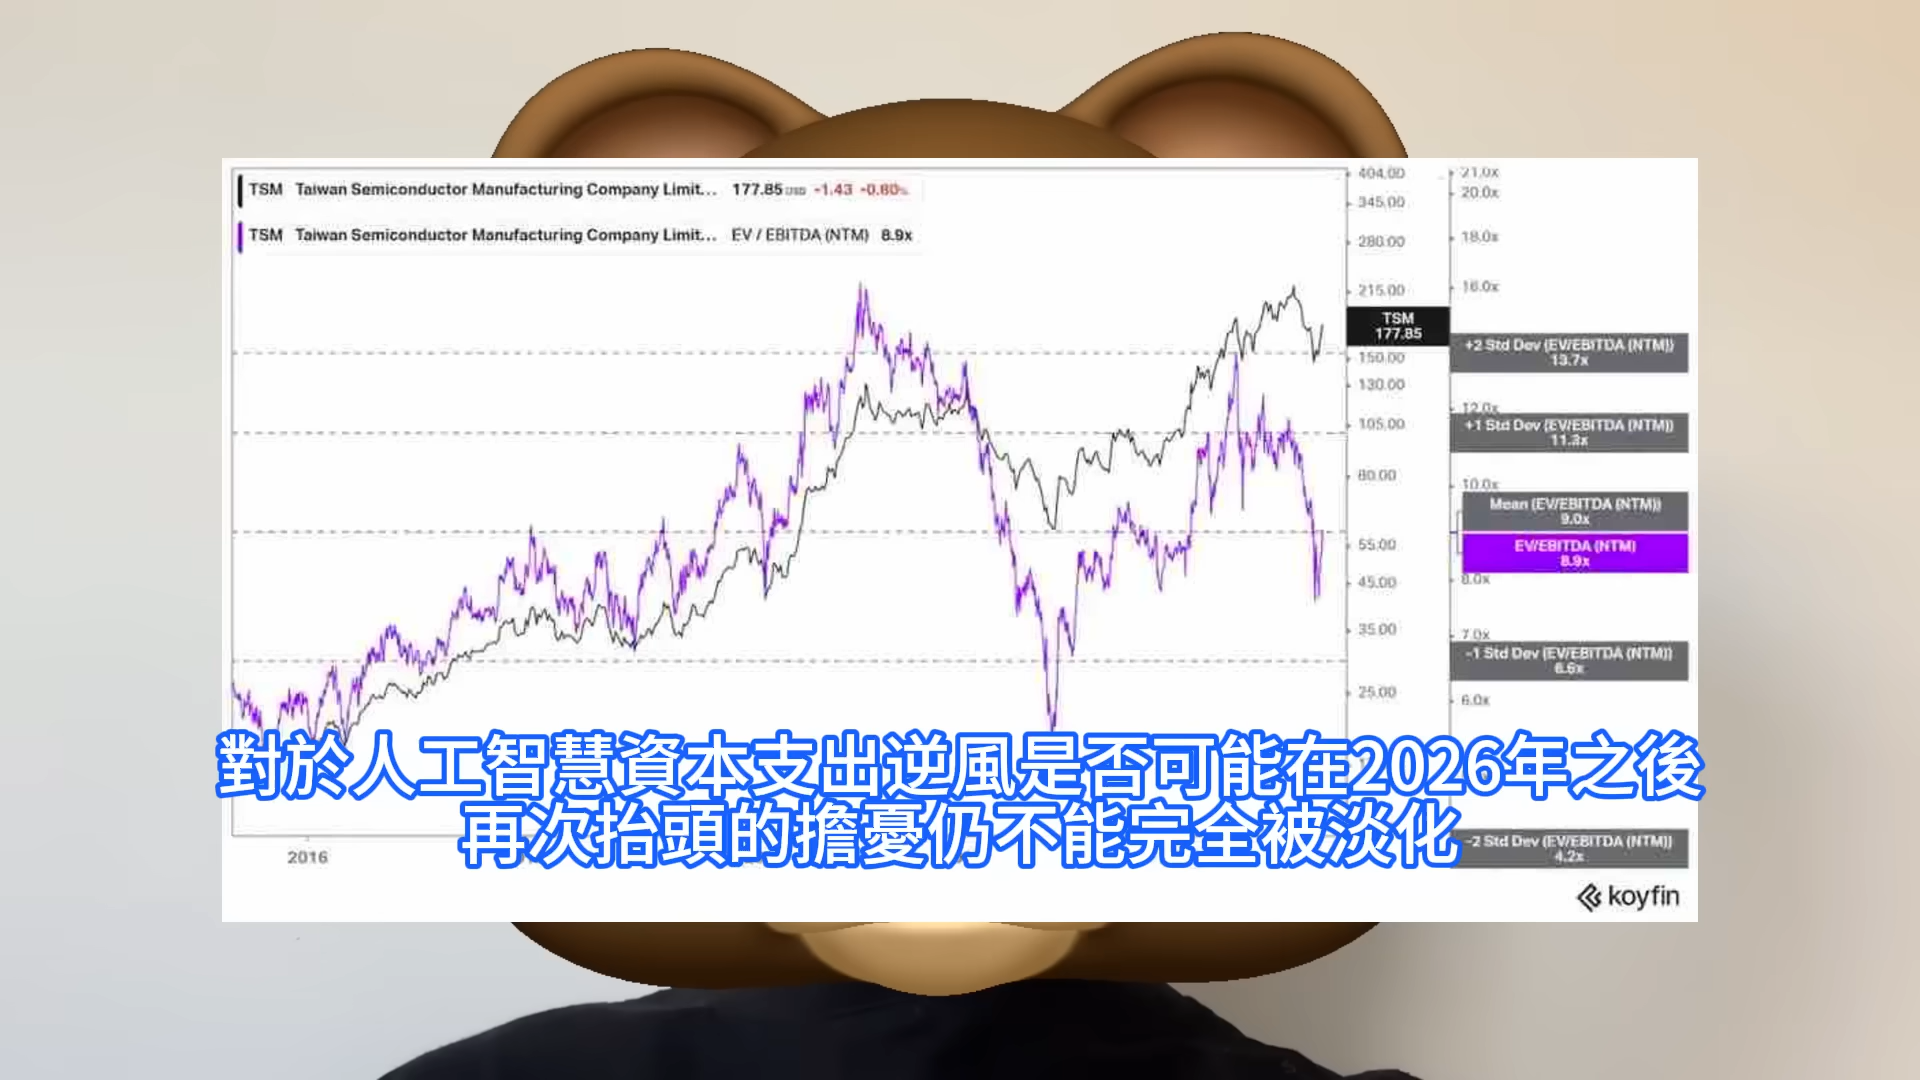 TSM Taiwan Semiconductor Manufacturing Company Limit... 177.85 USD -1.43 -0.80%
TSM Taiwan Semiconductor Manufacturing Company Limit... EV / EBITDA (NTM) 8.9x
404.00
345.00
280.00
215.00
TSM
177.85
150.00
130.00
105.00
80.00
55.00
45.00
35.00
25.00
21.0x
20.0x
18.0x
16.0x
+2 Std Dev (EV/EBITDA (NTM))
13.7x
12.0x
+1 Std Dev (EV/EBITDA (NTM))
11.3x
10.0x
Mean (EV/EBITDA (NTM))
9.0x
EV/EBITDA (NTM)
8.9x
8.0x
7.0x
-1 Std Dev (EV/EBITDA (NTM))
6.6x
6.0x
對於人工智慧資本支出逆風是否可能在2026年之後
再次抬頭的擔憂仍不能完全被淡化
-2 Std Dev (EV/EBITDA (NTM))
4.2x
2016
koyfin